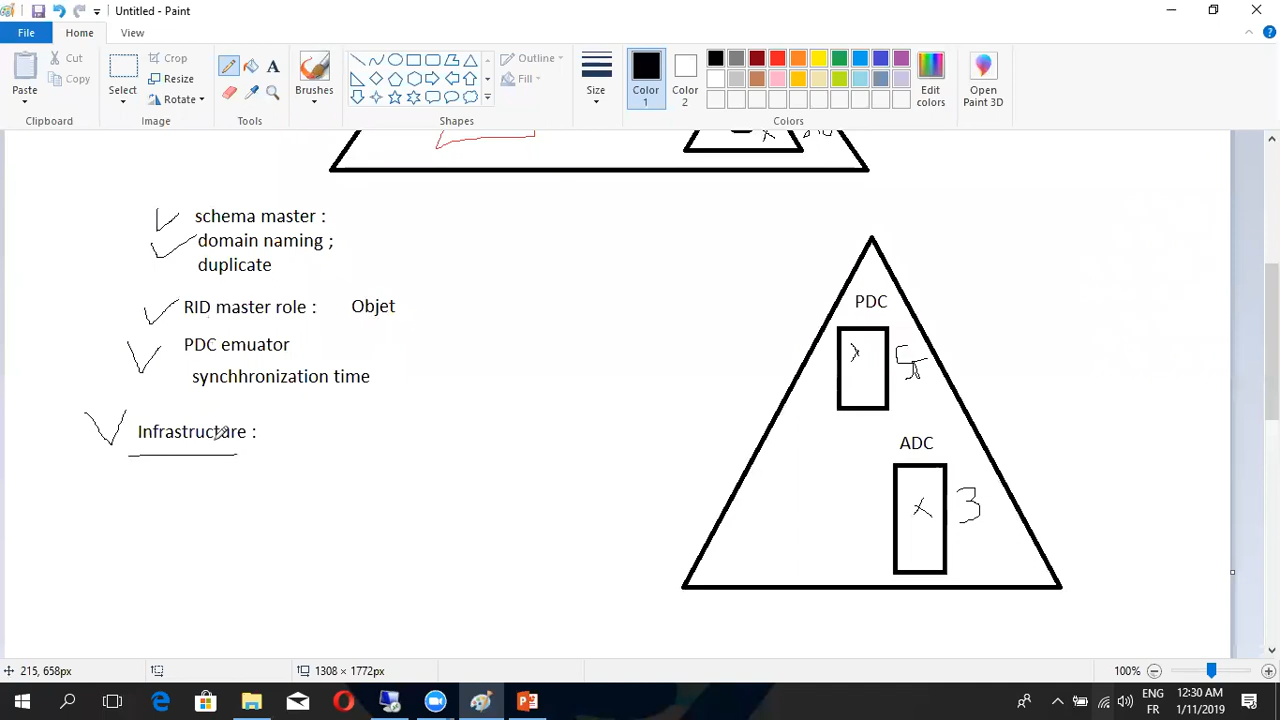 Untitled - Paint
File
Home
View
Paste
Cut
Copy
Clipboard
Select
Crop
Resize
Rotate
Image
A
Tools
Brushes
Outline
Fill
Shapes
Size
Color
1
Color
2
Colors
Edit
colors
Open
Paint 3D
schema master :
domain naming ;
duplicate
RID master role : Objet
PDC emuator
synchhronization time
Infrastructure :
PDC
x
ADC
x 3
215, 658px
1308 × 1772px
100%
ENG
FR
12:30 AM
1/11/2019